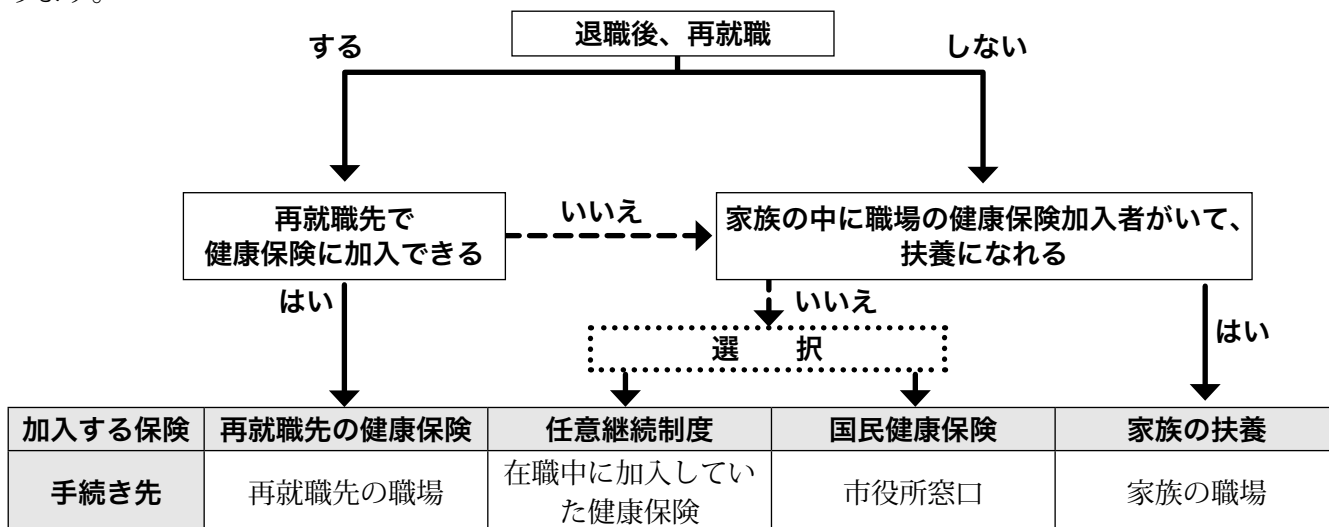 退職後、再就職
する
しない
再就職先で
健康保険に加入できる
いいえ
家族の中に職場の健康保険加入者がいて、
扶養になれる
はい
いいえ
はい
選 択
加入する保険 再就職先の健康保険 任意継続制度 国民健康保険 家族の扶養
手続き先 再就職先の職場 在職中に加入してい
た健康保険 市役所窓口 家族の職場